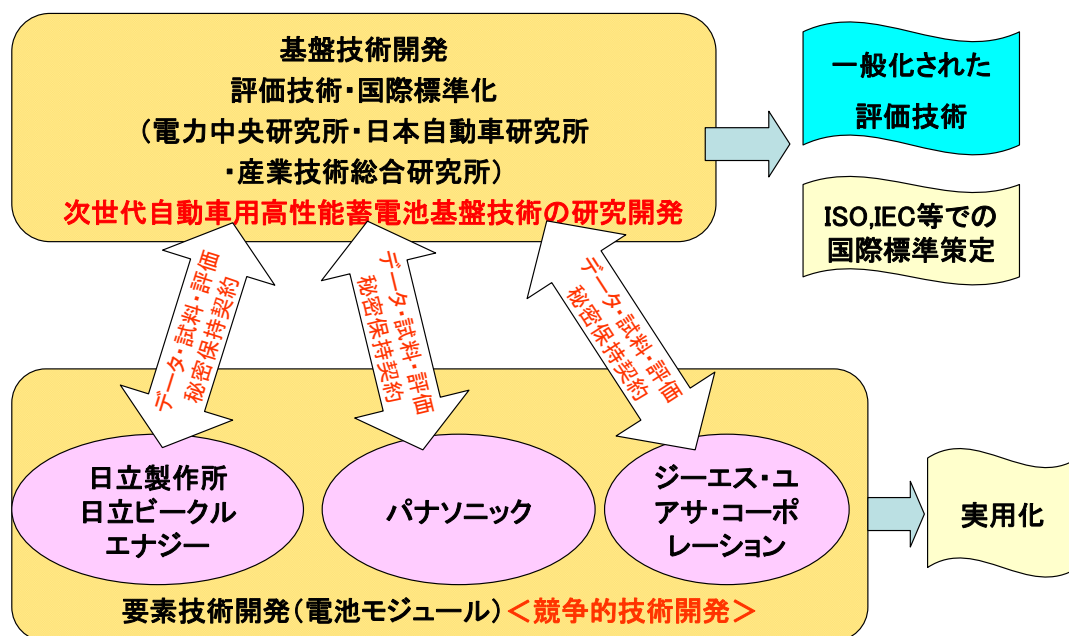 基盤技術開発
評価技術・国際標準化
（電力中央研究所・日本自動車研究所
・産業技術総合研究所）
次世代自動車用高性能蓄電池基盤技術の研究開発
一般化された
評価技術
ISO,IEC等での
国際標準策定
データ・試料・評価
秘密保持契約
データ・試料・評価
秘密保持契約
データ・試料・評価
秘密保持契約
日立製作所
日立ビークル
エナジー
パナソニック
ジーエス・ユ
アサ・コーポ
レーション
実用化
要素技術開発（電池モジュール）＜競争的技術開発＞